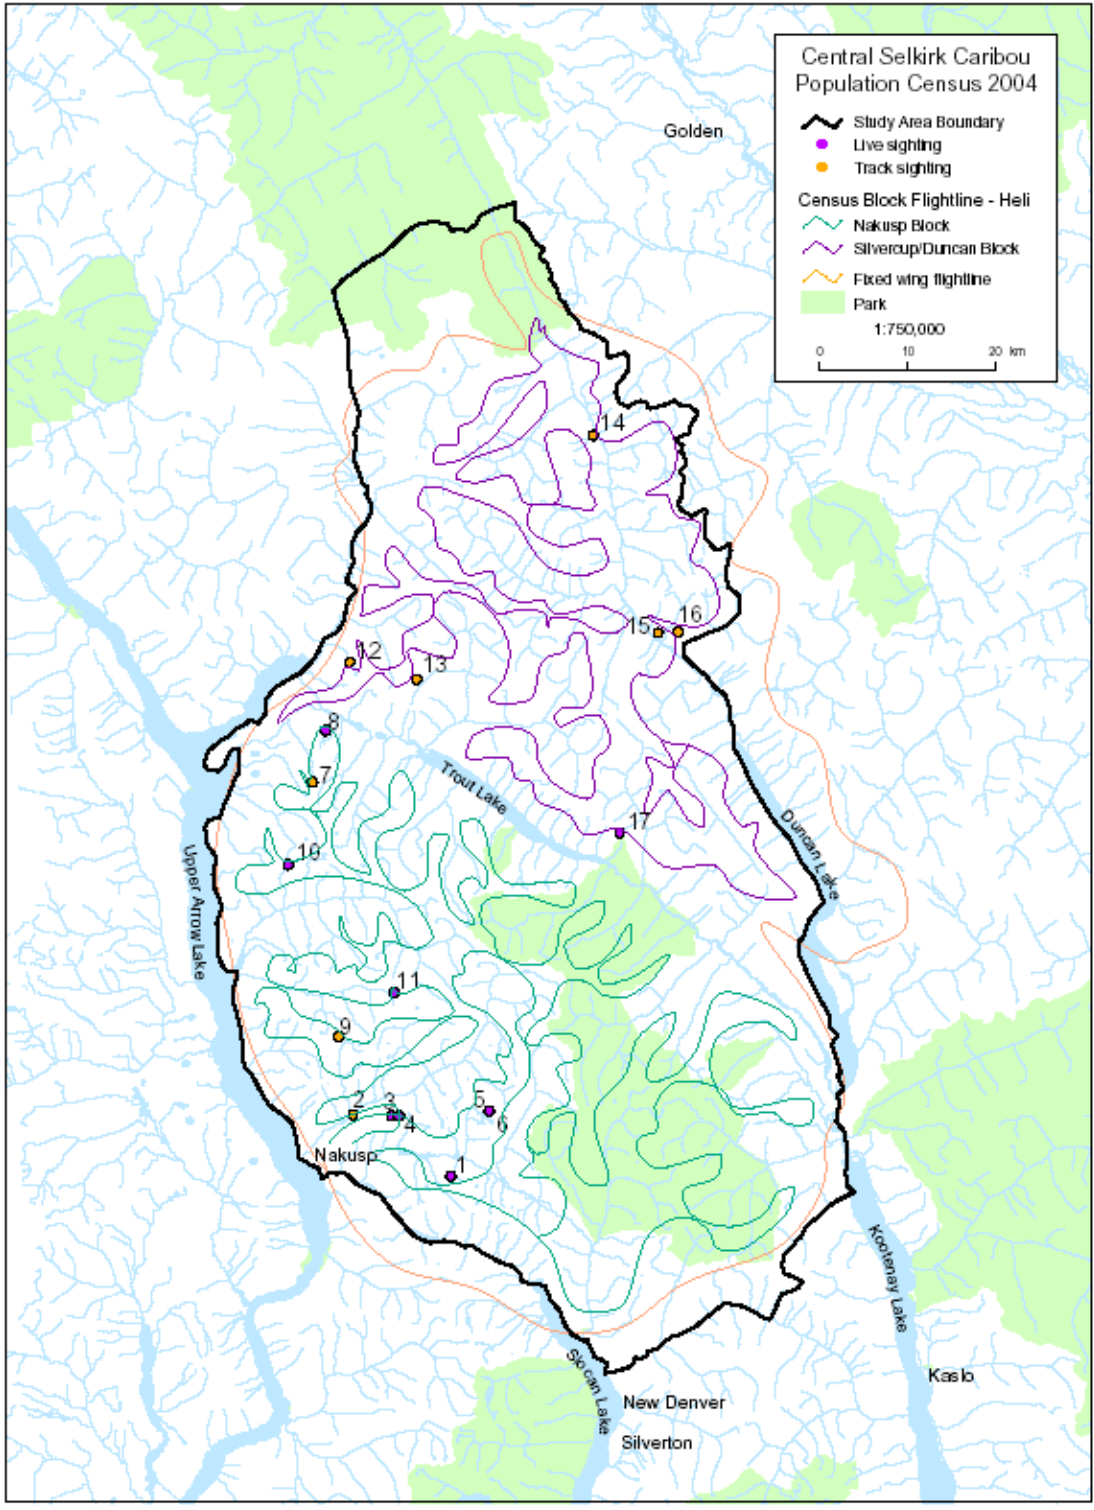 Central Selkirk Caribou
Population Census 2004
Study Area Boundary
Live sighting
Track sighting
Census Block Flightline - Heli
Nakusp Block
Silvercup/Duncan Block
Fixed wing flightline
Park
1:750,000
0 10 20 km
Golden
14
15
16
12
13
8
7
Trout Lake
17
Duncan Lake
10
Upper Arrow Lake
11
9
2
3
4
5
6
Nakusp
1
Kootenay Lake
Slocan Lake
Kaslo
New Denver
Silverton